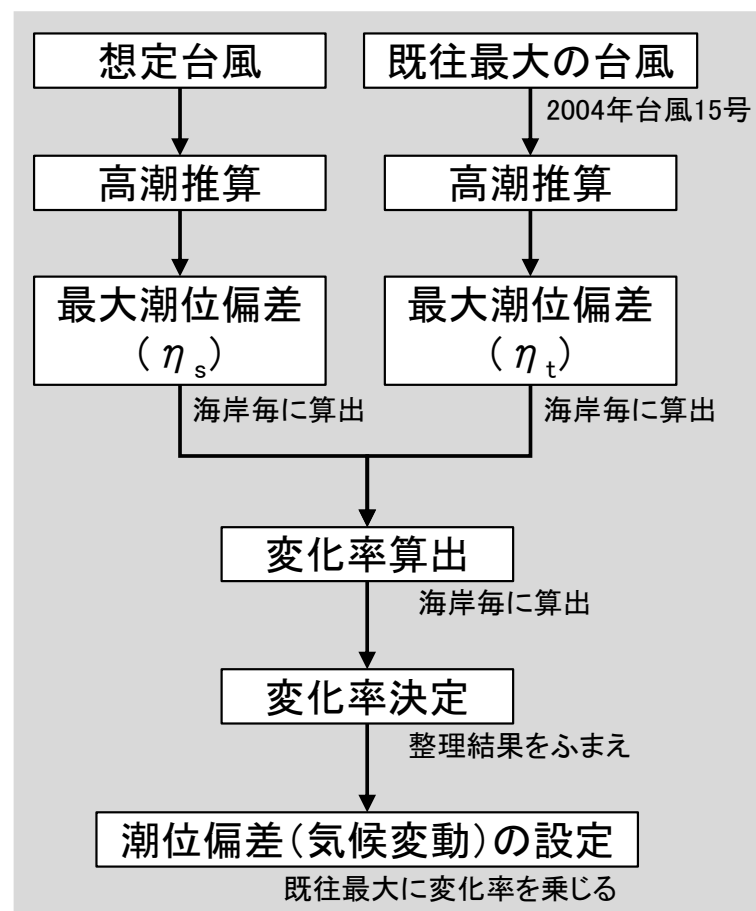 想定台風
既往最大の台風
2004年台風15号
高潮推算
高潮推算
最大潮位偏差
(ηs)
最大潮位偏差
(ηt)
海岸毎に算出
海岸毎に算出
変化率算出
海岸毎に算出
変化率決定
整理結果をふまえ
潮位偏差(気候変動)の設定
既往最大に変化率を乗じる